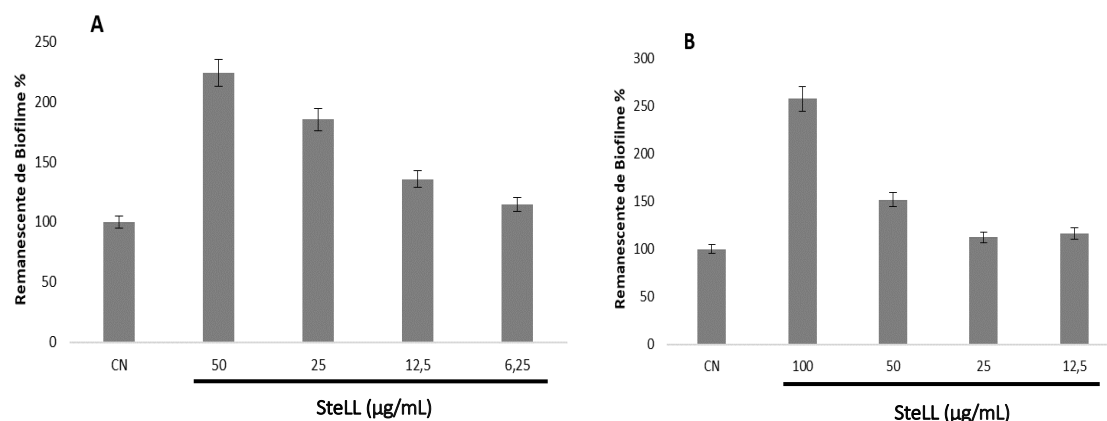 A
Remanescente de Biofilme %
250
200
150
100
50
0
CN 50 25 12,5 6,25
SteLL (µg/mL)
B
Remanescente de Biofilme %
300
250
200
150
100
50
0
CN 100 50 25 12,5
SteLL (µg/mL)